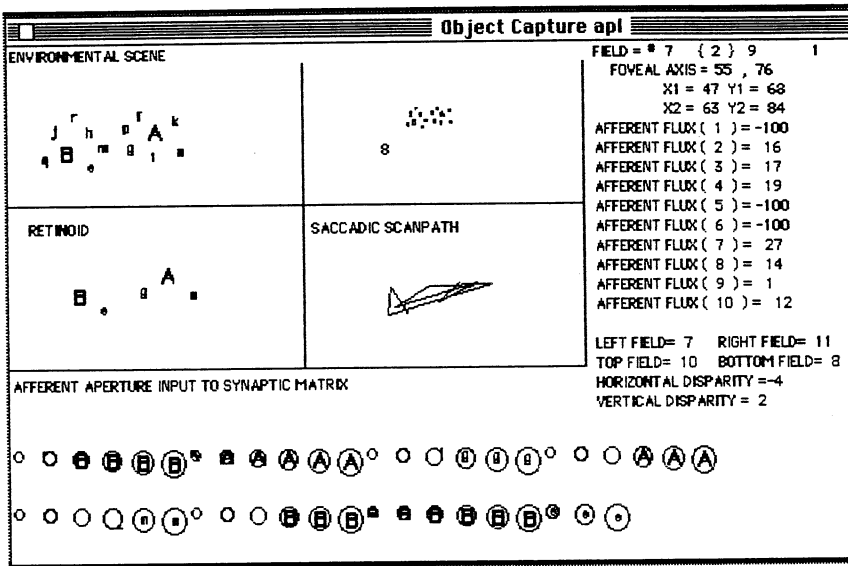 Object Capture apl
ENVIRONMENTAL SCENE
r r k
j h n A
q B m g i n
e
8
RETINOID
A
B g n
e
SACCADIC SCANPATH
FIELD = # 7 { 2 } 9 1
FOVEAL AXIS = 55 , 76
X1 = 47 Y1 = 68
X2 = 63 Y2 = 84
AFFERENT FLUX ( 1 ) = -100
AFFERENT FLUX ( 2 ) = 16
AFFERENT FLUX ( 3 ) = 17
AFFERENT FLUX ( 4 ) = 19
AFFERENT FLUX ( 5 ) = -100
AFFERENT FLUX ( 6 ) = -100
AFFERENT FLUX ( 7 ) = 27
AFFERENT FLUX ( 8 ) = 14
AFFERENT FLUX ( 9 ) = 1
AFFERENT FLUX ( 10 ) = 12
LEFT FIELD= 7 RIGHT FIELD= 11
TOP FIELD= 10 BOTTOM FIELD= 8
HORIZONTAL DISPARITY =-4
VERTICAL DISPARITY = 2
AFFERENT APERTURE INPUT TO SYNAPTIC MATRIX
B B B B A A A A A g g g A A A
n n B B B B B B B B e e e